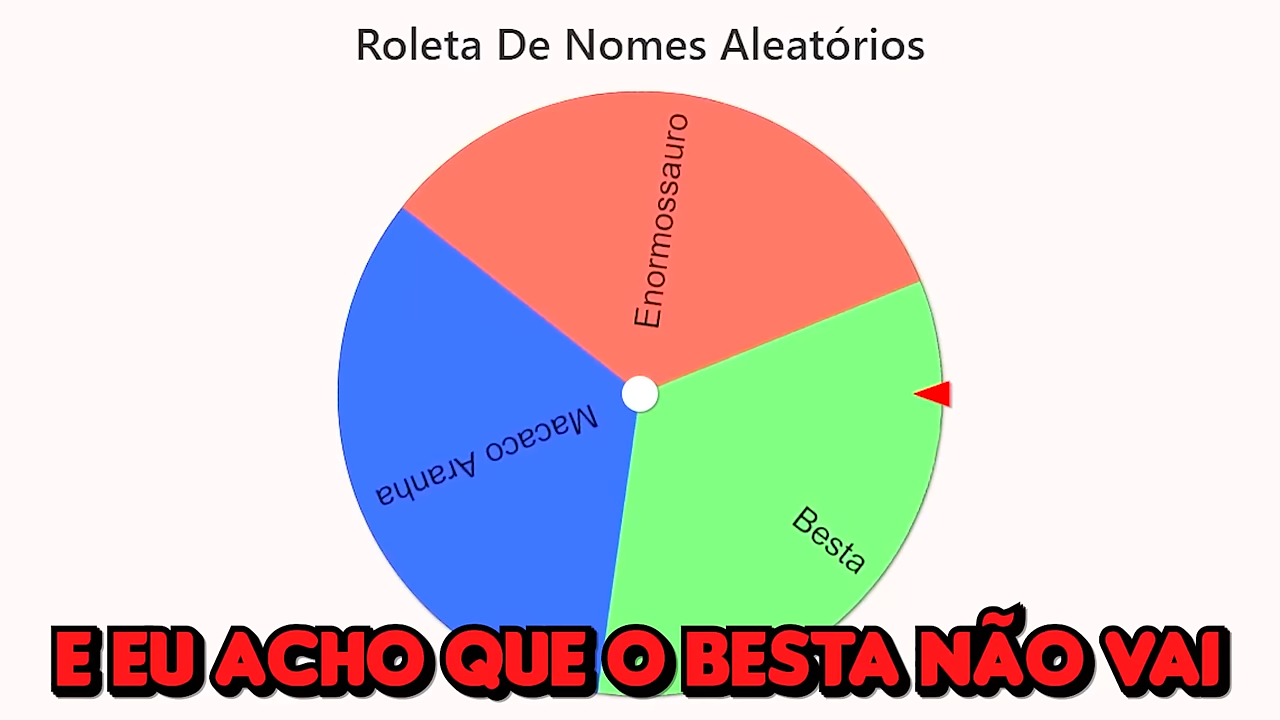 Roleta De Nomes Aleatórios
Enormossauro
Macaco Aranha
Besta
E EU ACHO QUE O BESTA NÃO VAI